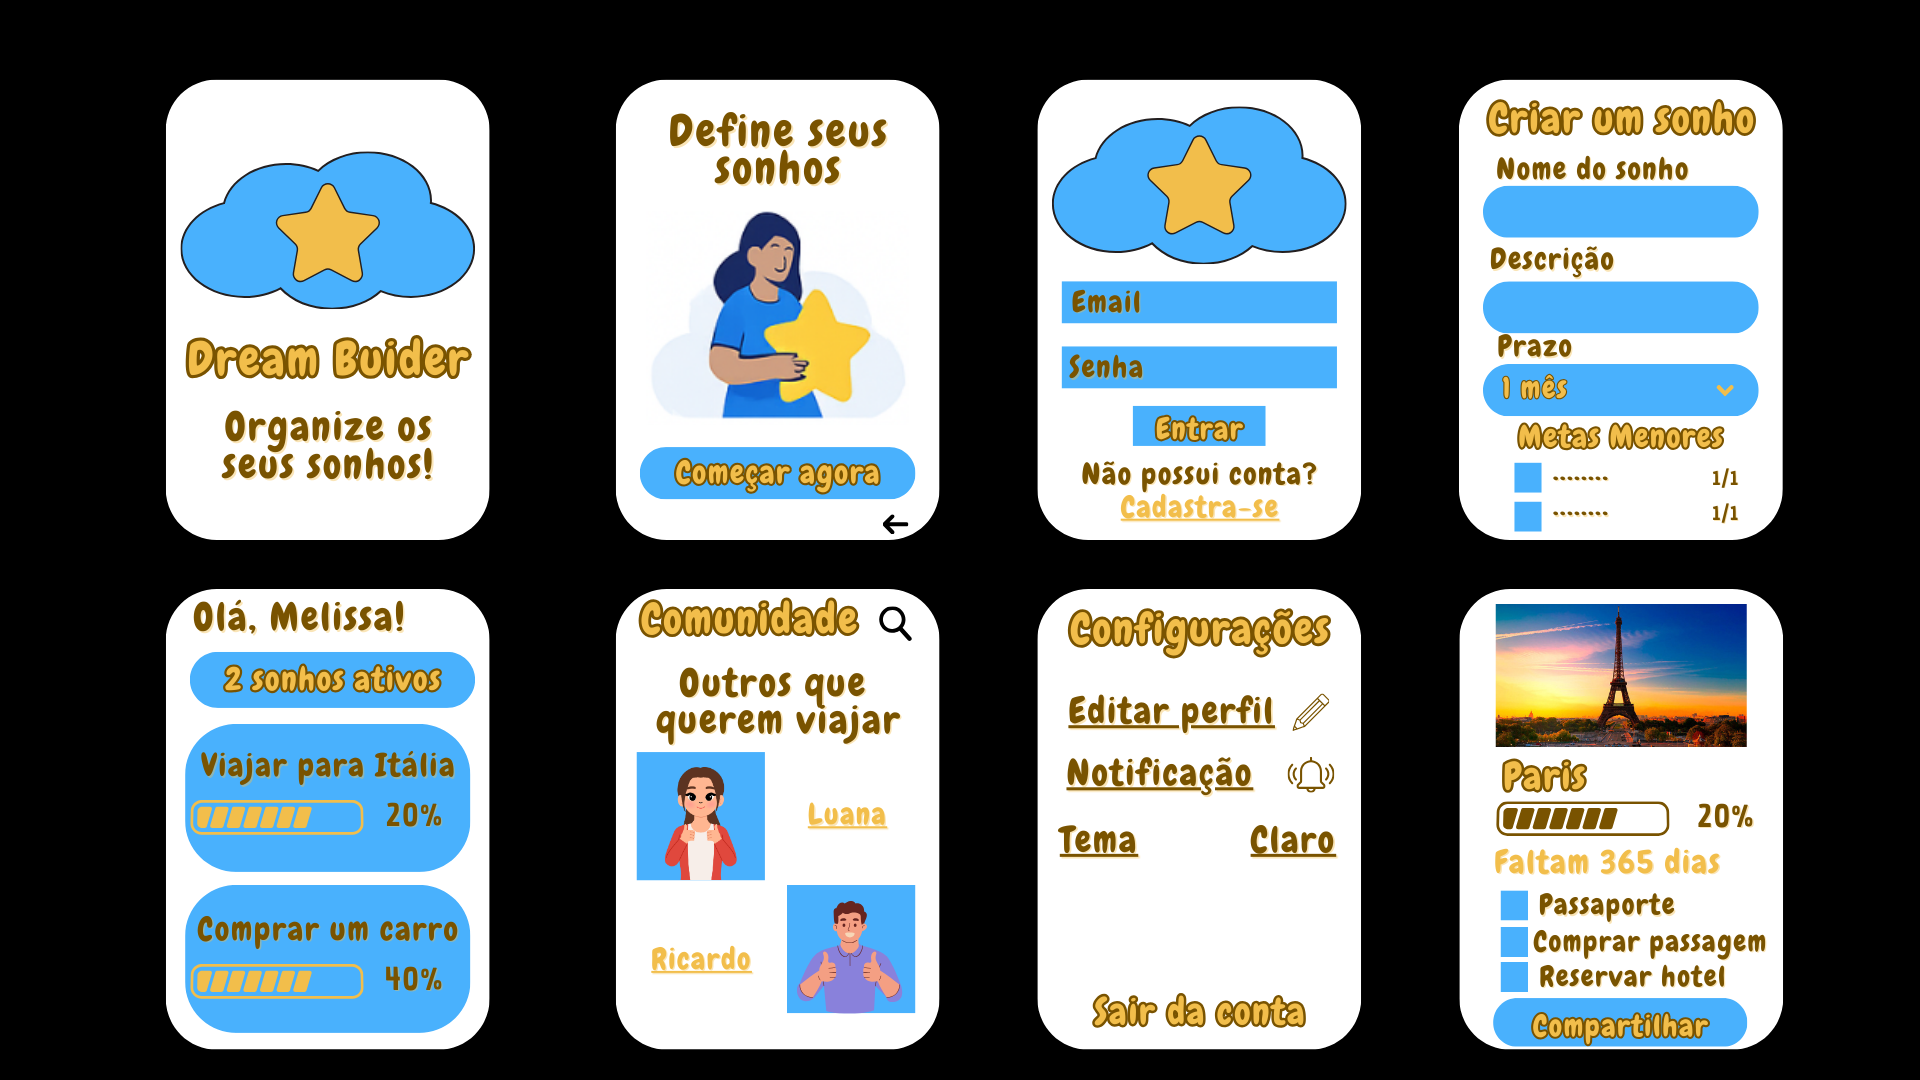 Dream Buider
Organize os
seus sonhos!
Define seus
sonhos
Começar agora
Email
Senha
Entrar
Não possui conta?
Cadastra-se
Criar um sonho
Nome do sonho
Descrição
Prazo
1 mês
Metas Menores
-------- 1/1
-------- 1/1
Olá, Melissa!
2 sonhos ativos
Viajar para Itália
20%
Comprar um carro
40%
Comunidade
Outros que
querem viajar
Luana
Ricardo
Configurações
Editar perfil
Notificação
Tema Claro
Sair da conta
Paris
20%
Faltam 365 dias
Passaporte
Comprar passagem
Reservar hotel
Compartilhar